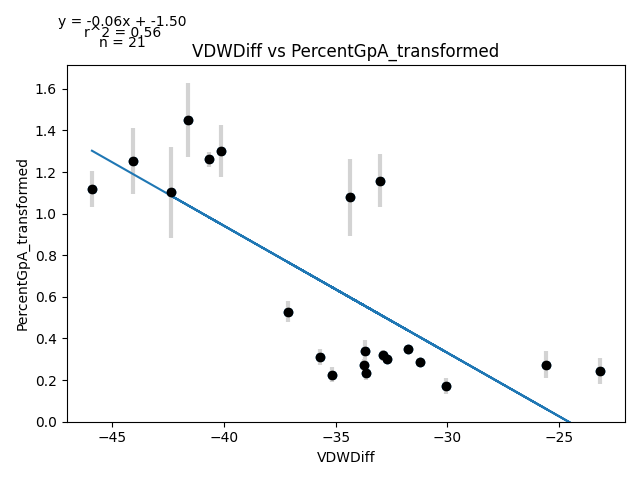 y = -0.06x + -1.50
r^2 = 0.56
n = 21
VDWDiff vs PercentGpA_transformed
1.6
1.4
1.2
1.0
0.8
0.6
0.4
0.2
0.0
PercentGpA_transformed
−45
−40
−35
−30
−25
VDWDiff